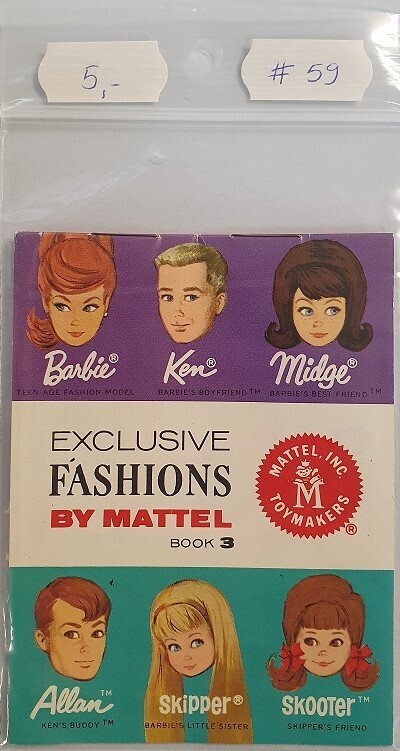 5,-
# 59
Barbie®
TEEN-AGE FASHION MODEL
Ken®
BARBIE'S BOYFRIEND™
Midge®
BARBIE'S BEST FRIEND™
EXCLUSIVE
FASHIONS
BY MATTEL
BOOK 3
MATTEL, INC.
M
TOYMAKERS
®
Allan™
KEN'S BUDDY™
SKIPPER®
BARBIE'S LITTLE SISTER
SKOOTER™
SKIPPER'S FRIEND